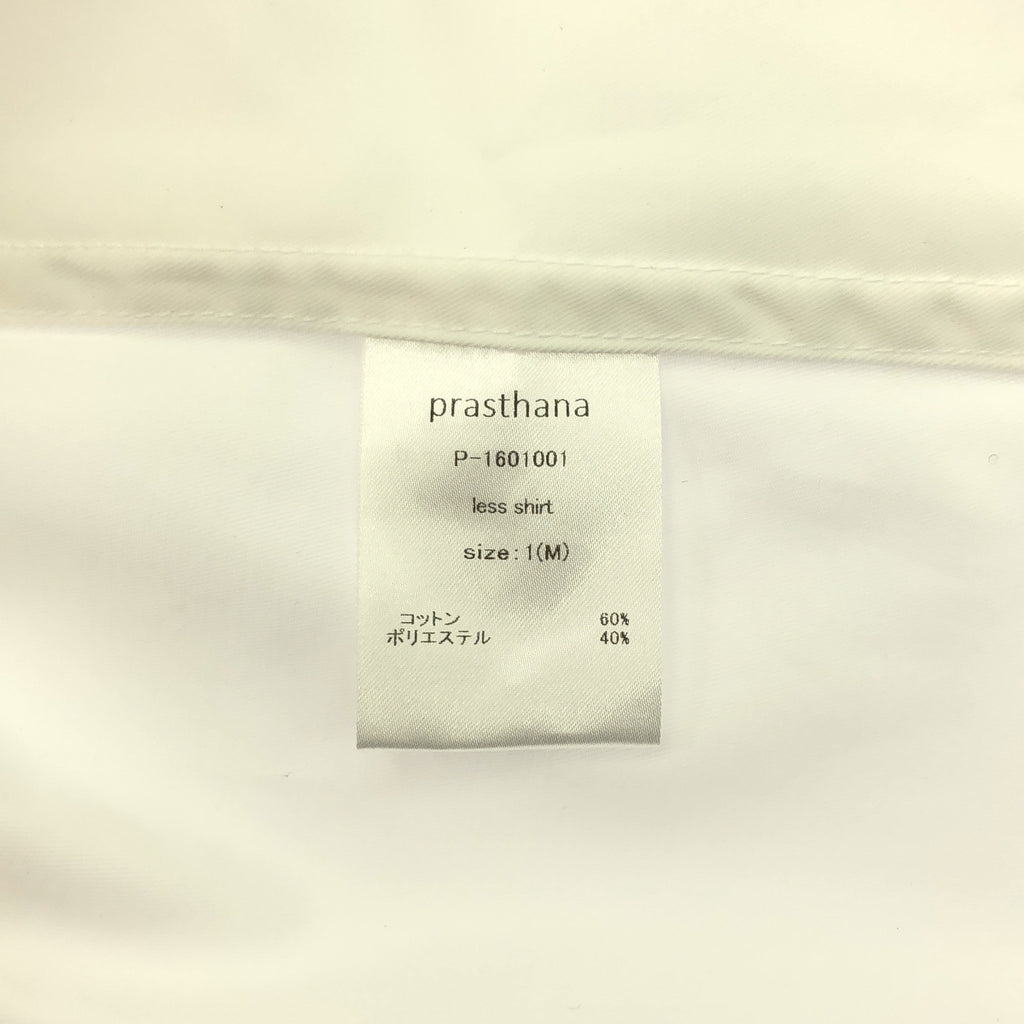 prasthana
P-1601001
less shirt
size:1(M)
コットン 60%
ポリエステル 40%